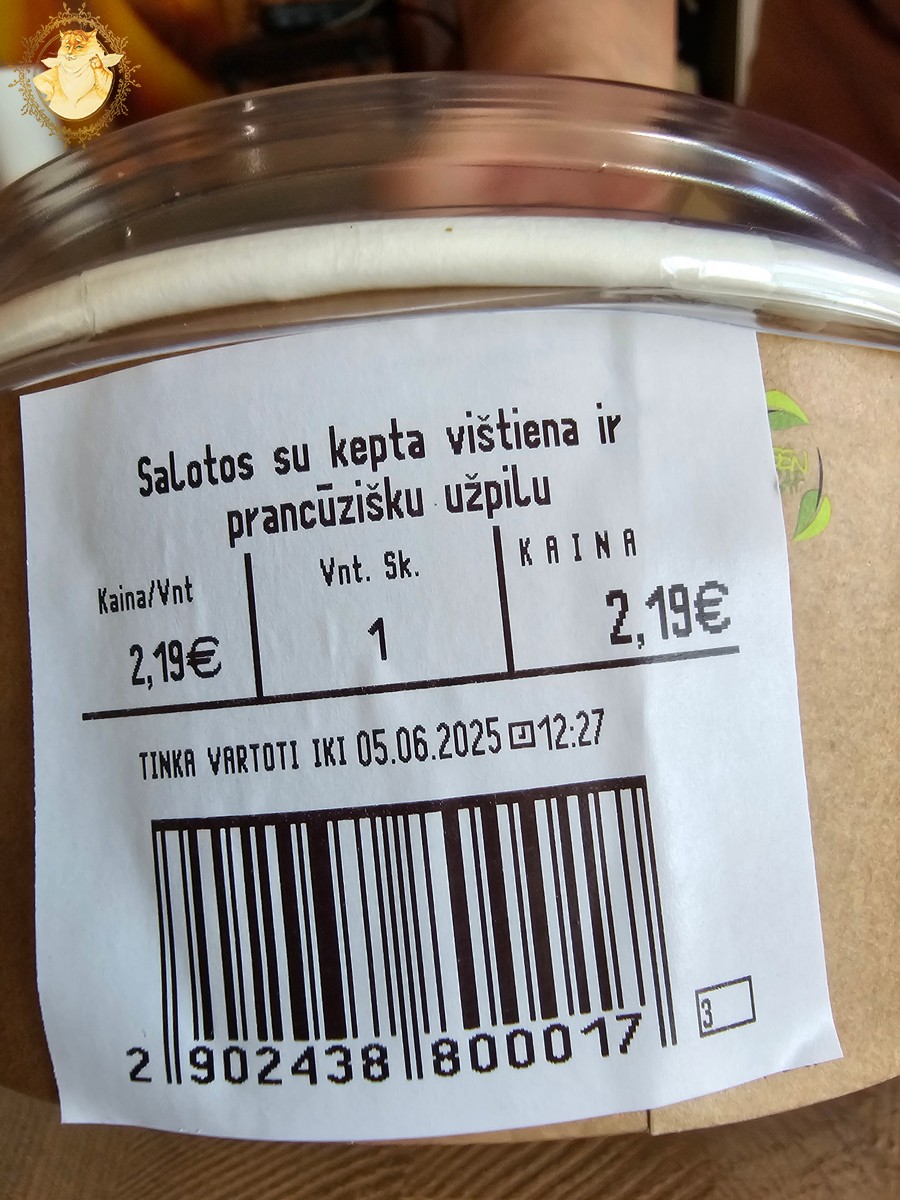 Salotos su kepta vištiena ir
prancūzišku užpilu
Kaina/Vnt
Vnt. Sk.
KAINA
2,19€
1
2,19€
TINKA VARTOTI IKI 05.06.2025 12:27
2 902438 800017
3